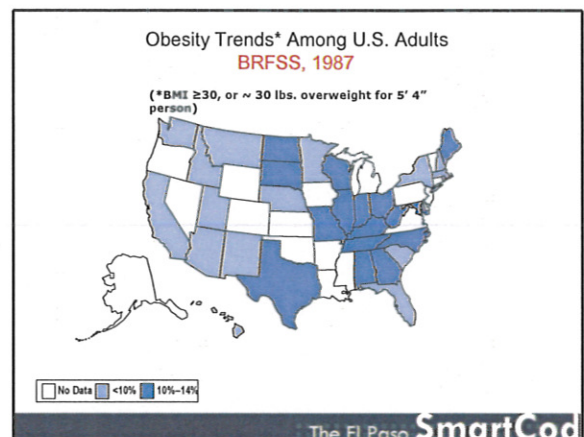 Obesity Trends* Among U.S. Adults
BRFSS, 1987
(*BMI ≥30, or ~ 30 lbs. overweight for 5' 4"
person)
No Data <10% 10%–14%
The El Paso SmartCod